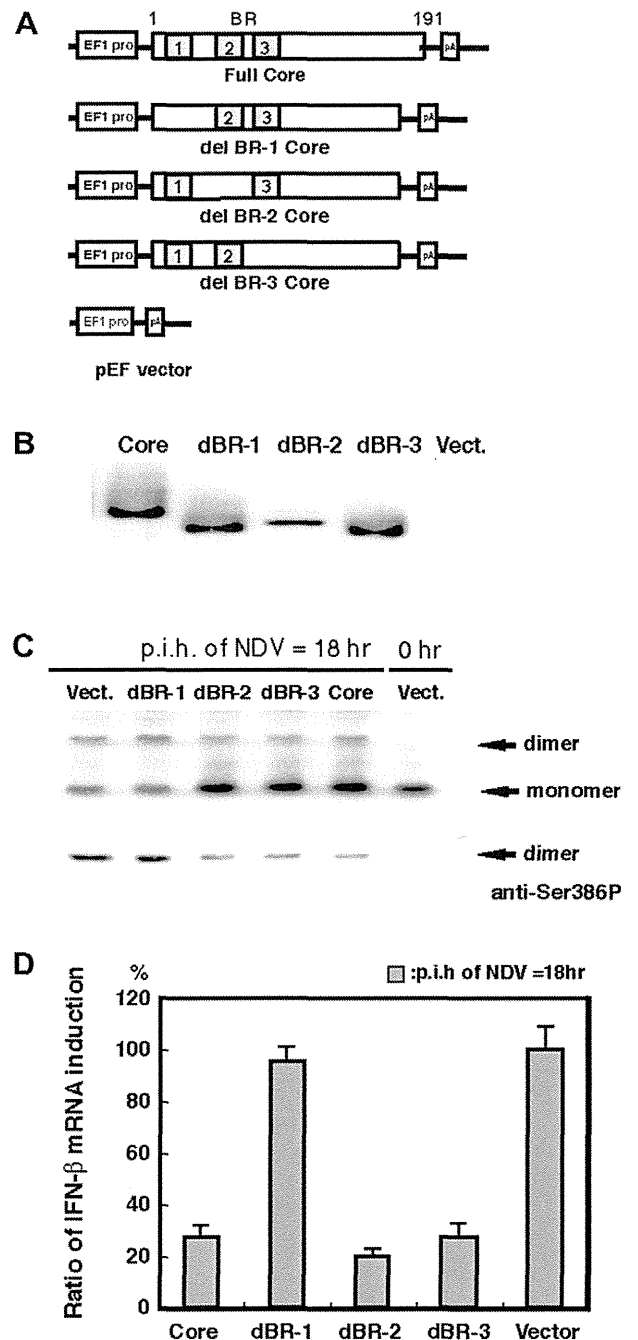 A
1 BR 191
EF1 pro 1 2 3 pA
Full Core
EF1 pro 2 3 pA
del BR-1 Core
EF1 pro 1 3 pA
del BR-2 Core
EF1 pro 1 2 pA
del BR-3 Core
EF1 pro pA
pEF vector
B
Core dBR-1 dBR-2 dBR-3 Vect.
C
p.i.h. of NDV = 18 hr 0 hr
Vect. dBR-1 dBR-2 dBR-3 Core Vect.
dimer
monomer
dimer
anti-Ser386P
D
% :p.i.h of NDV =18hr
Ratio of IFN-β mRNA induction
120
100
80
60
40
20
0
Core dBR-1 dBR-2 dBR-3 Vector